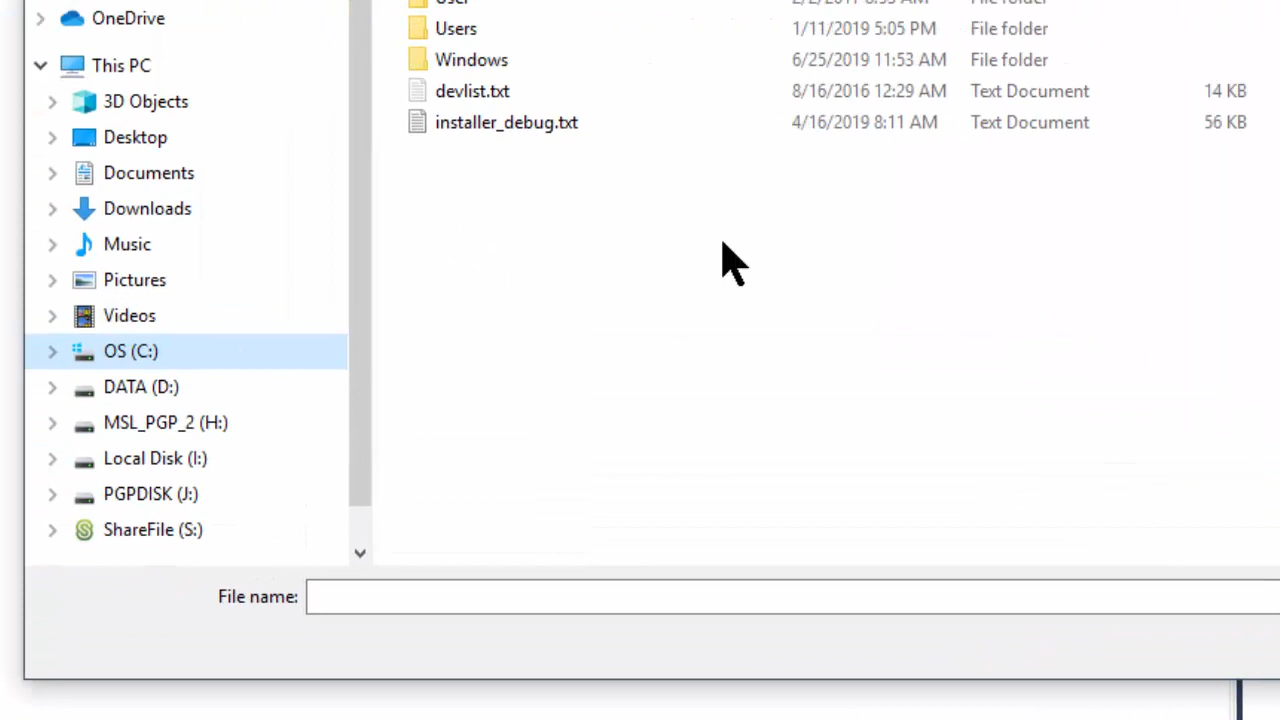 OneDrive
This PC
3D Objects
Desktop
Documents
Downloads
Music
Pictures
Videos
OS (C:)
DATA (D:)
MSL_PGP_2 (H:)
Local Disk (I:)
PGPDISK (J:)
ShareFile (S:)
User File folder
Users 1/11/2019 5:05 PM File folder
Windows 6/25/2019 11:53 AM File folder
devlist.txt 8/16/2016 12:29 AM Text Document 14 KB
installer_debug.txt 4/16/2019 8:11 AM Text Document 56 KB
File name: